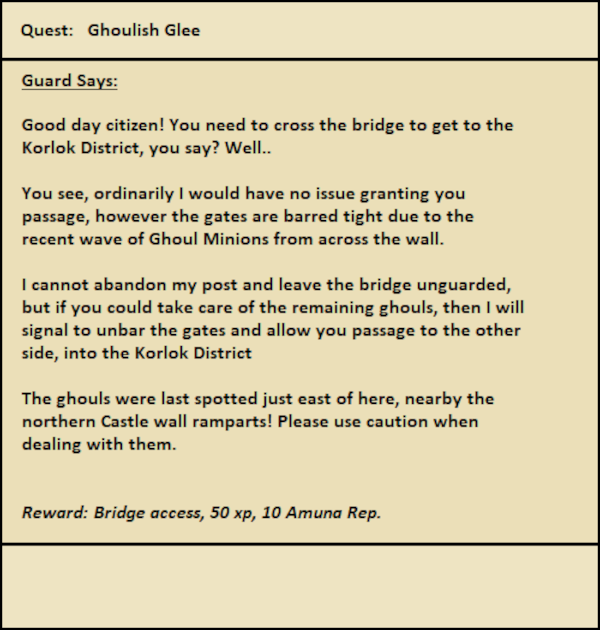 Quest: Ghoulish Glee
Guard Says:
Good day citizen! You need to cross the bridge to get to the
Korlok District, you say? Well..
You see, ordinarily I would have no issue granting you
passage, however the gates are barred tight due to the
recent wave of Ghoul Minions from across the wall.
I cannot abandon my post and leave the bridge unguarded,
but if you could take care of the remaining ghouls, then I will
signal to unbar the gates and allow you passage to the other
side, into the Korlok District
The ghouls were last spotted just east of here, nearby the
northern Castle wall ramparts! Please use caution when
dealing with them.
Reward: Bridge access, 50 xp, 10 Amuna Rep.